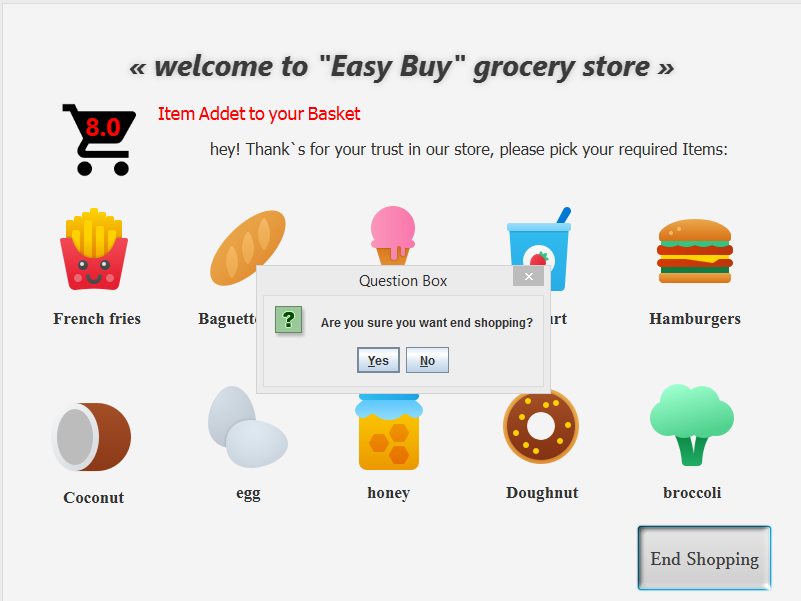 « welcome to "Easy Buy" grocery store »
8.0
Item Addet to your Basket
hey! Thank`s for your trust in our store, please pick your required Items:
Question Box
Are you sure you want end shopping?
Yes No
French fries
Baguett
urt
Hamburgers
Coconut
egg
honey
Doughnut
broccoli
End Shopping